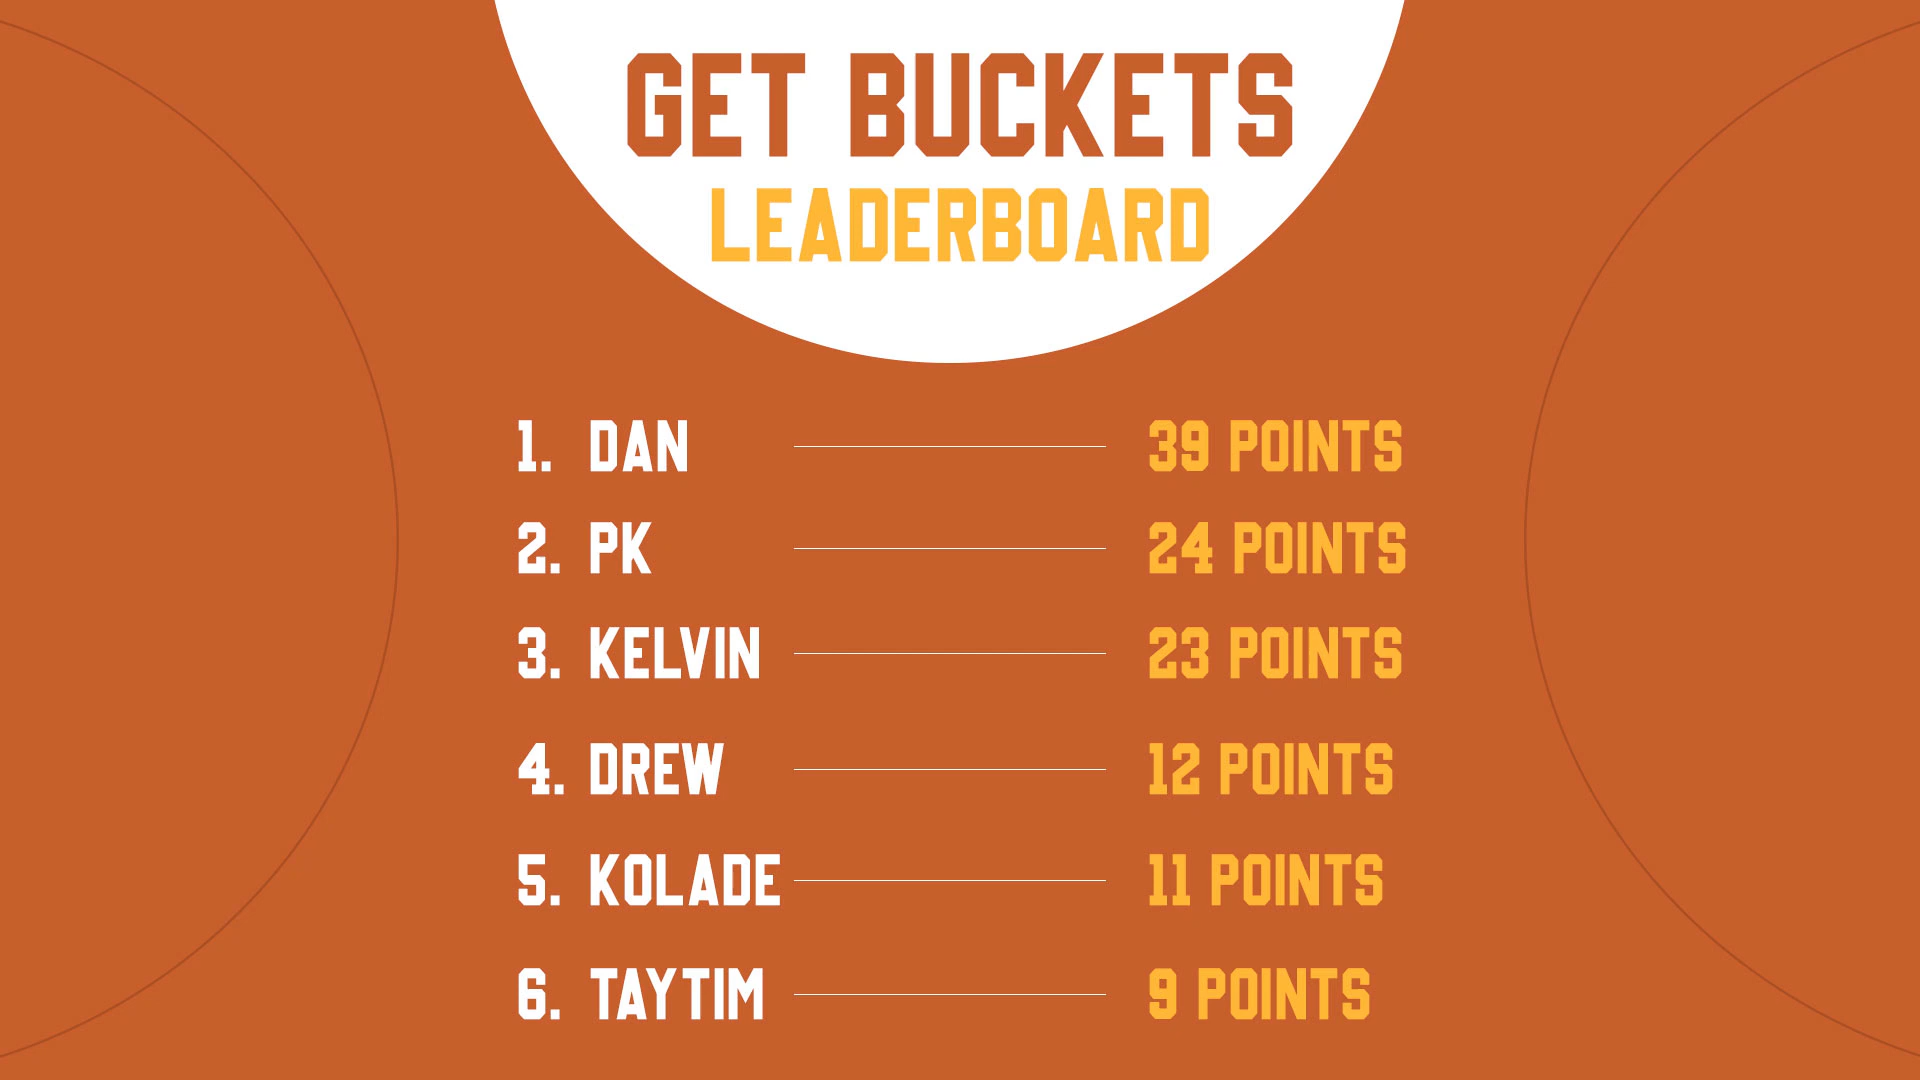 GET BUCKETS
LEADERBOARD
1. DAN 39 POINTS
2. PK 24 POINTS
3. KELVIN 23 POINTS
4. DREW 12 POINTS
5. KOLADE 11 POINTS
6. TAYTIM 9 POINTS